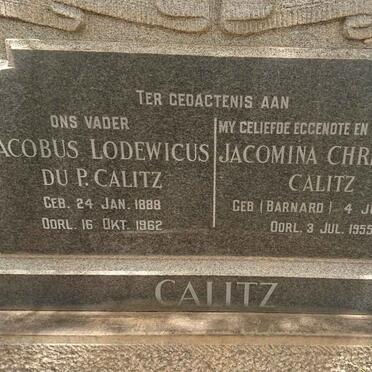 TER GEDACTENIS AAN
ONS VADER
ACOBUS LODEWICUS
DU P. CALITZ
GEB. 24 JAN. 1888
OORL. 16 OKT. 1962
MY GELIEFDE EGGENOTE EN
JACOMINA CHR
CALITZ
GEB (BARNARD) 4 J
OORL. 3 JUL. 1955
CALITZ